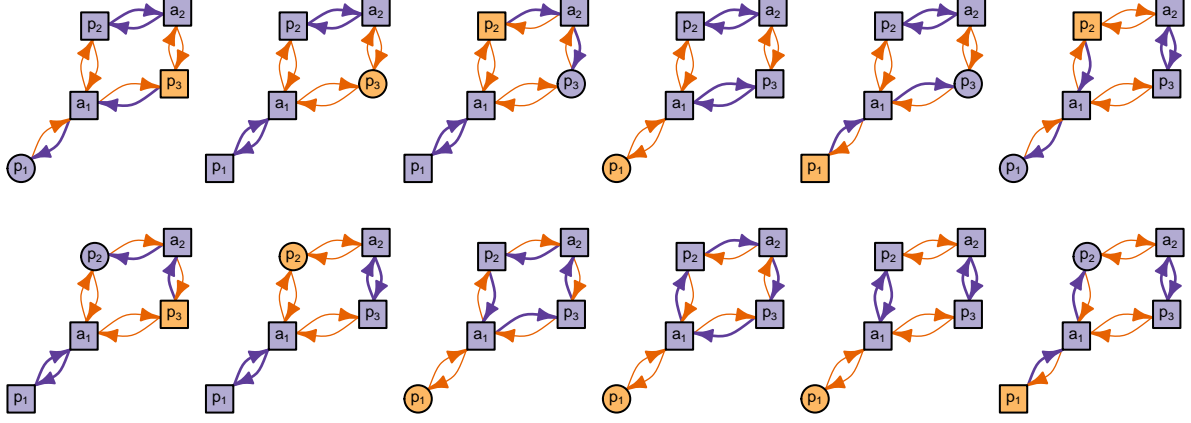 p₂ a₂ p₂ a₂ p₂ a₂ p₂ a₂ p₂ a₂ p₂ a₂
p₃ p₃ p₃ p₃ p₃ p₃
a₁ a₁ a₁ a₁ a₁ a₁
p₁ p₁ p₁ p₁ p₁ p₁
p₂ a₂ p₂ a₂ p₂ a₂ p₂ a₂ p₂ a₂ p₂ a₂
p₃ p₃ p₃ p₃ p₃ p₃
a₁ a₁ a₁ a₁ a₁ a₁
p₁ p₁ p₁ p₁ p₁ p₁